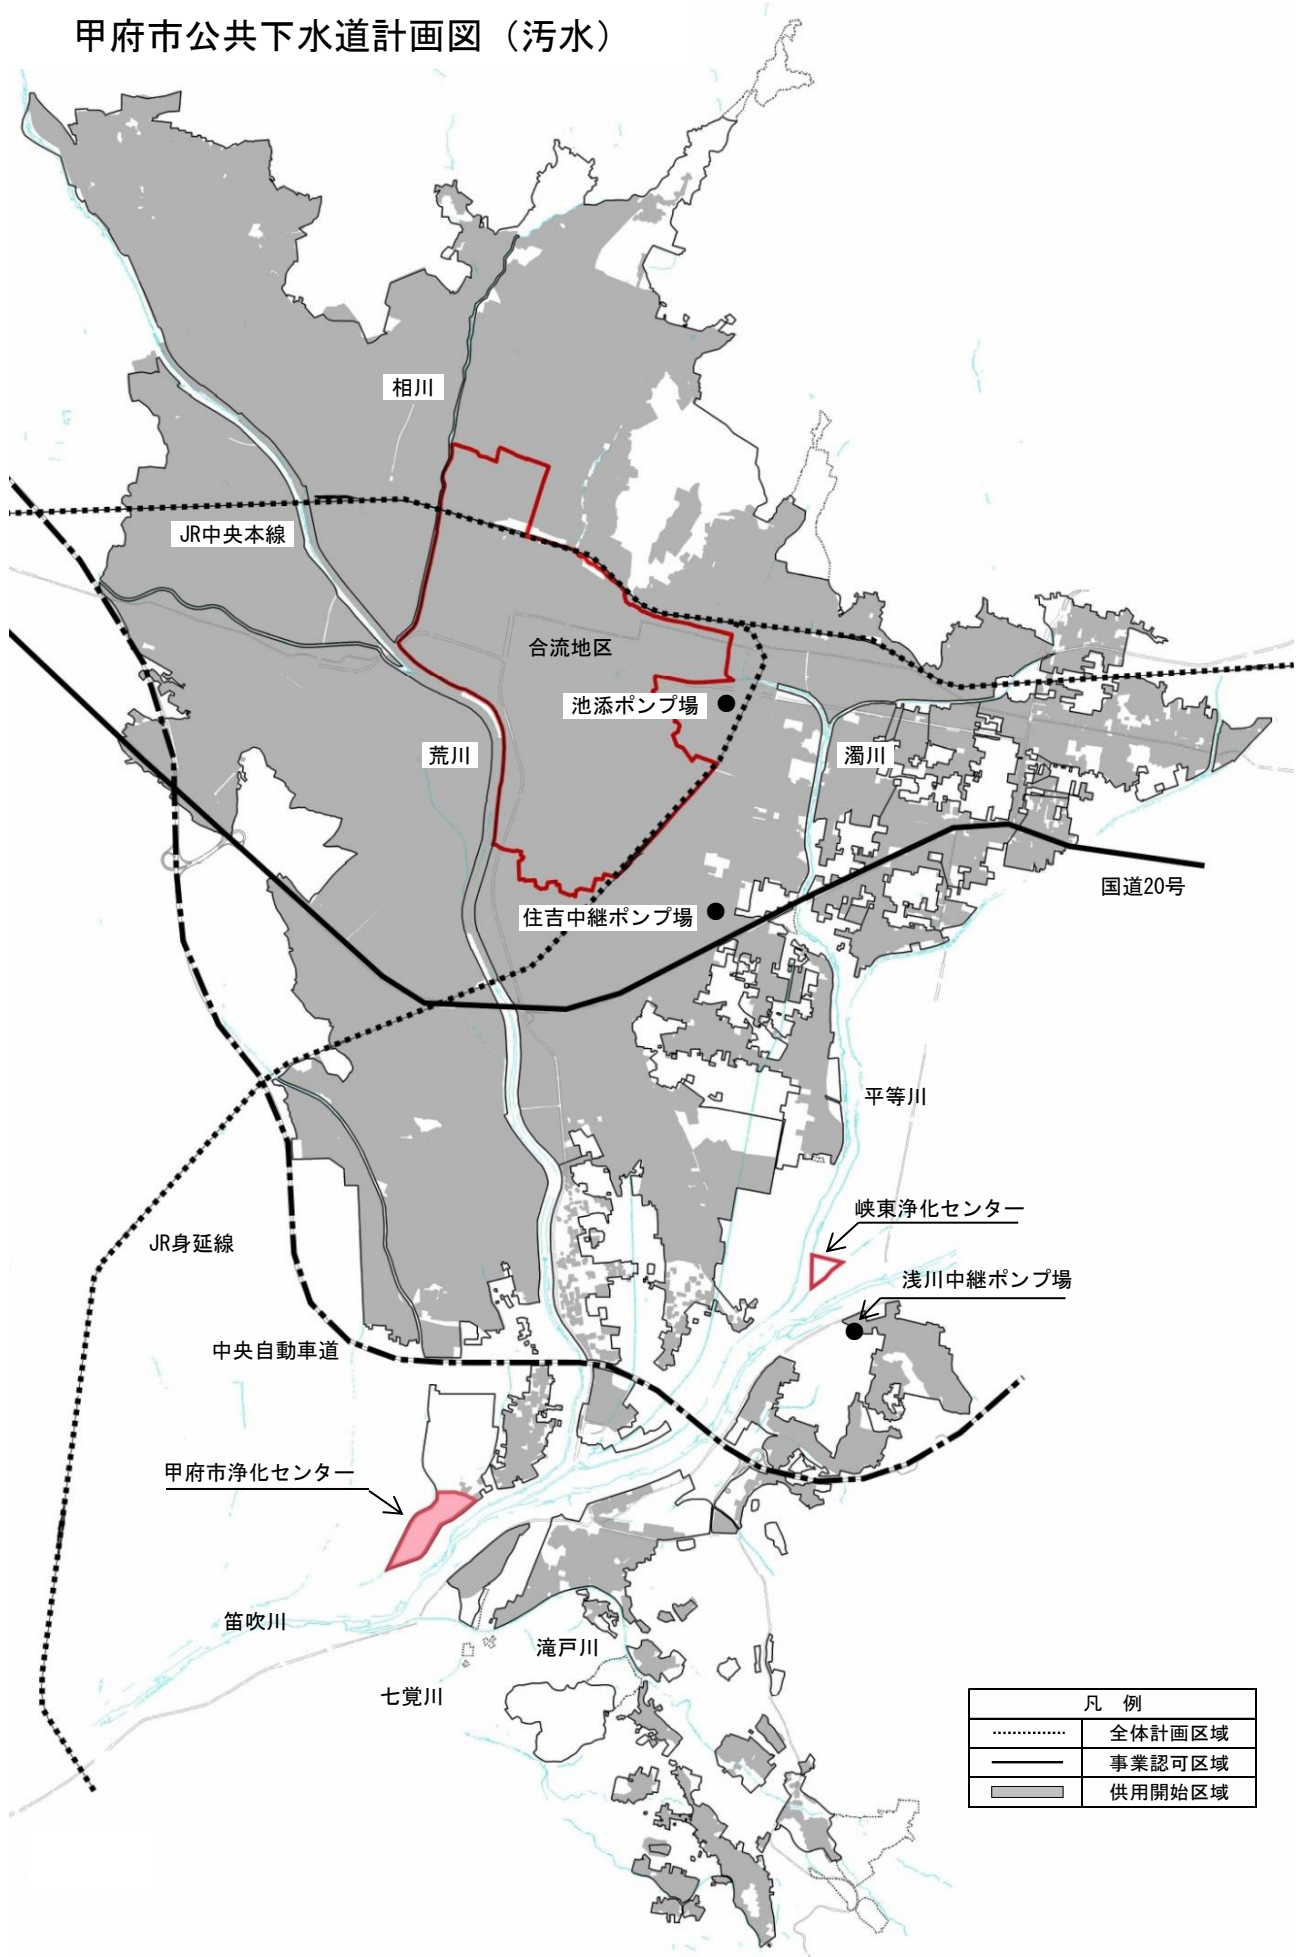 甲府市公共下水道計画図（汚水）
相川
JR中央本線
合流地区
池添ポンプ場
荒川
濁川
国道20号
住吉中継ポンプ場
平等川
峡東浄化センター
JR身延線
浅川中継ポンプ場
中央自動車道
甲府市浄化センター
笛吹川
滝戸川
七覚川
凡 例
全体計画区域
事業認可区域
供用開始区域